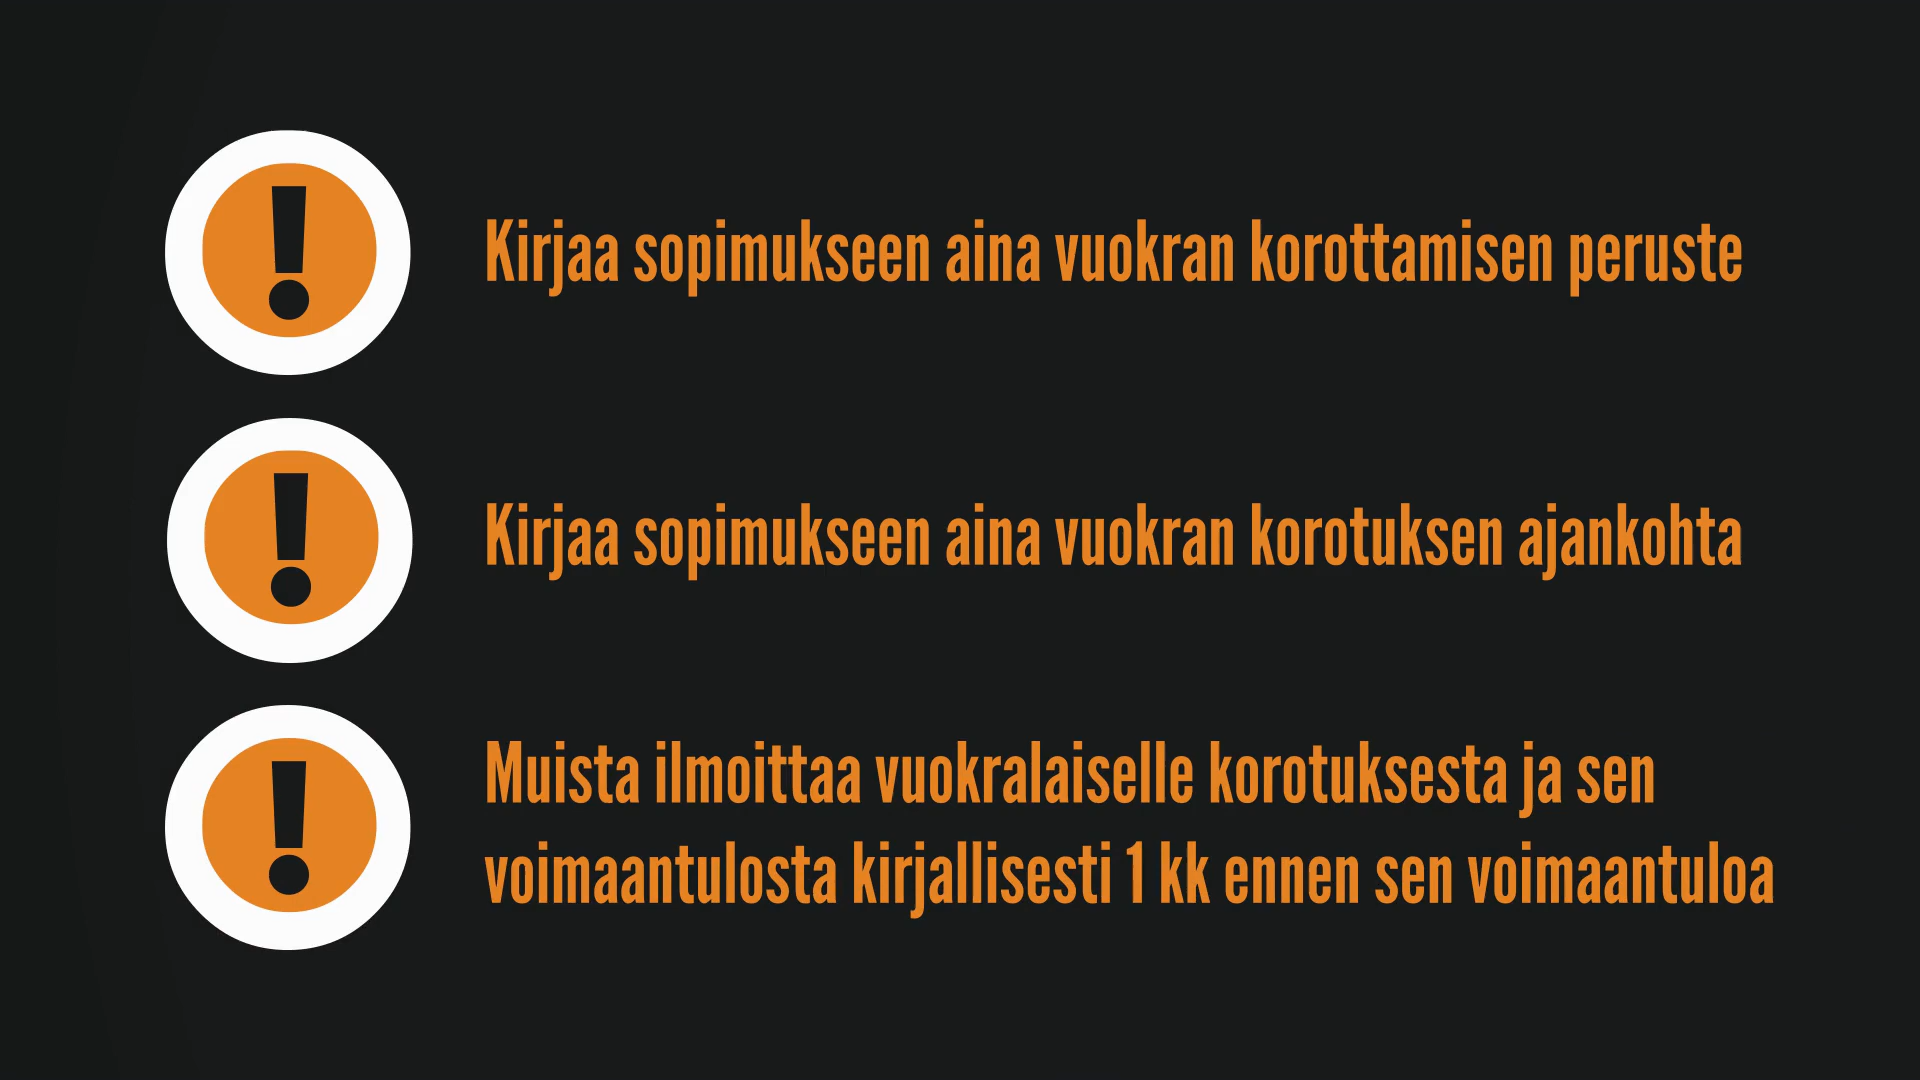 Kirjaa sopimukseen aina vuokran korottamisen peruste
Kirjaa sopimukseen aina vuokran korotuksen ajankohta
Muista ilmoittaa vuokralaiselle korotuksesta ja sen
voimaantulosta kirjallisesti 1 kk ennen sen voimaantuloa